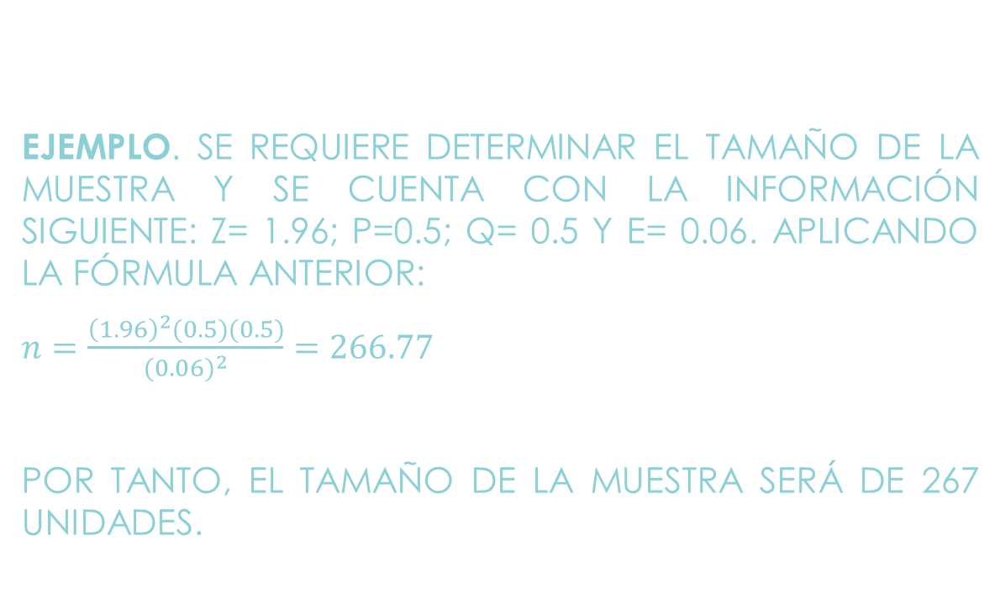 EJEMPLO. SE REQUIERE DETERMINAR EL TAMAÑO DE LA
MUESTRA Y SE CUENTA CON LA INFORMACIÓN
SIGUIENTE: Z= 1.96; P=0.5; Q= 0.5 Y E= 0.06. APLICANDO
LA FÓRMULA ANTERIOR:
n = (1.96)²(0.5)(0.5) / (0.06)² = 266.77
POR TANTO, EL TAMAÑO DE LA MUESTRA SERÁ DE 267
UNIDADES.